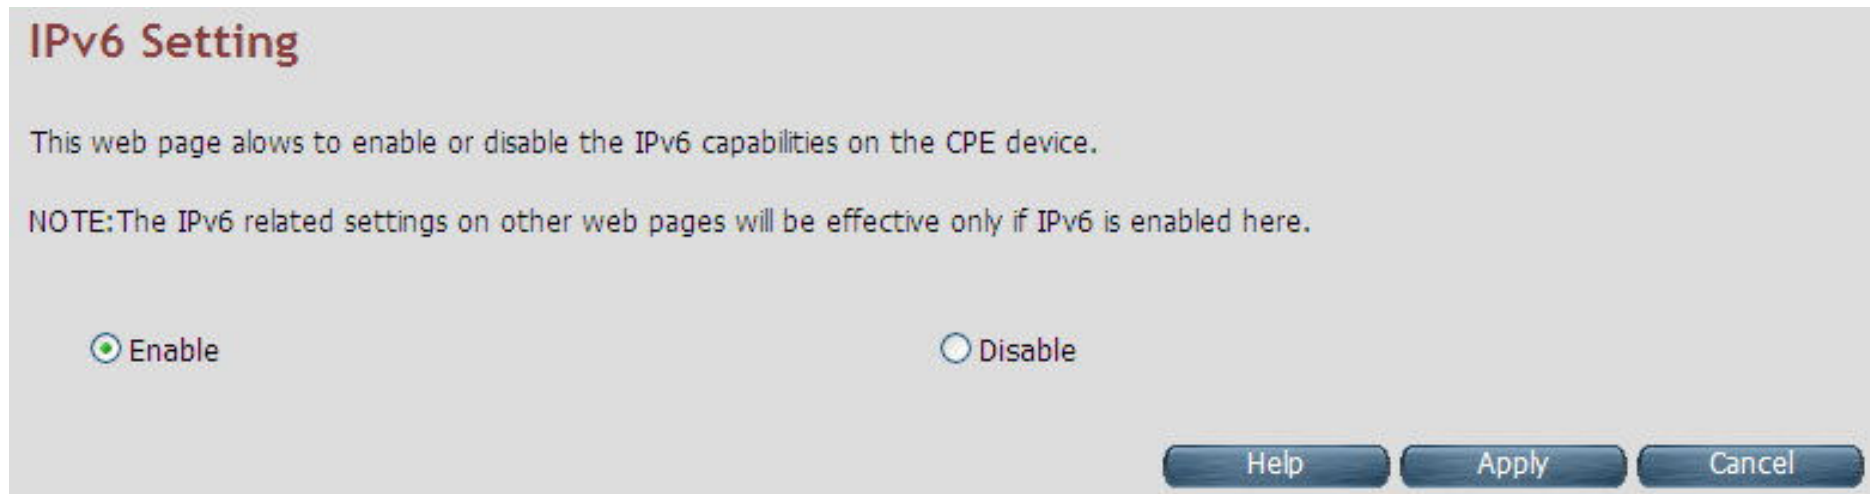 IPv6 Setting
This web page alows to enable or disable the IPv6 capabilities on the CPE device.
NOTE:The IPv6 related settings on other web pages will be effective only if IPv6 is enabled here.
Enable Disable
Help Apply Cancel